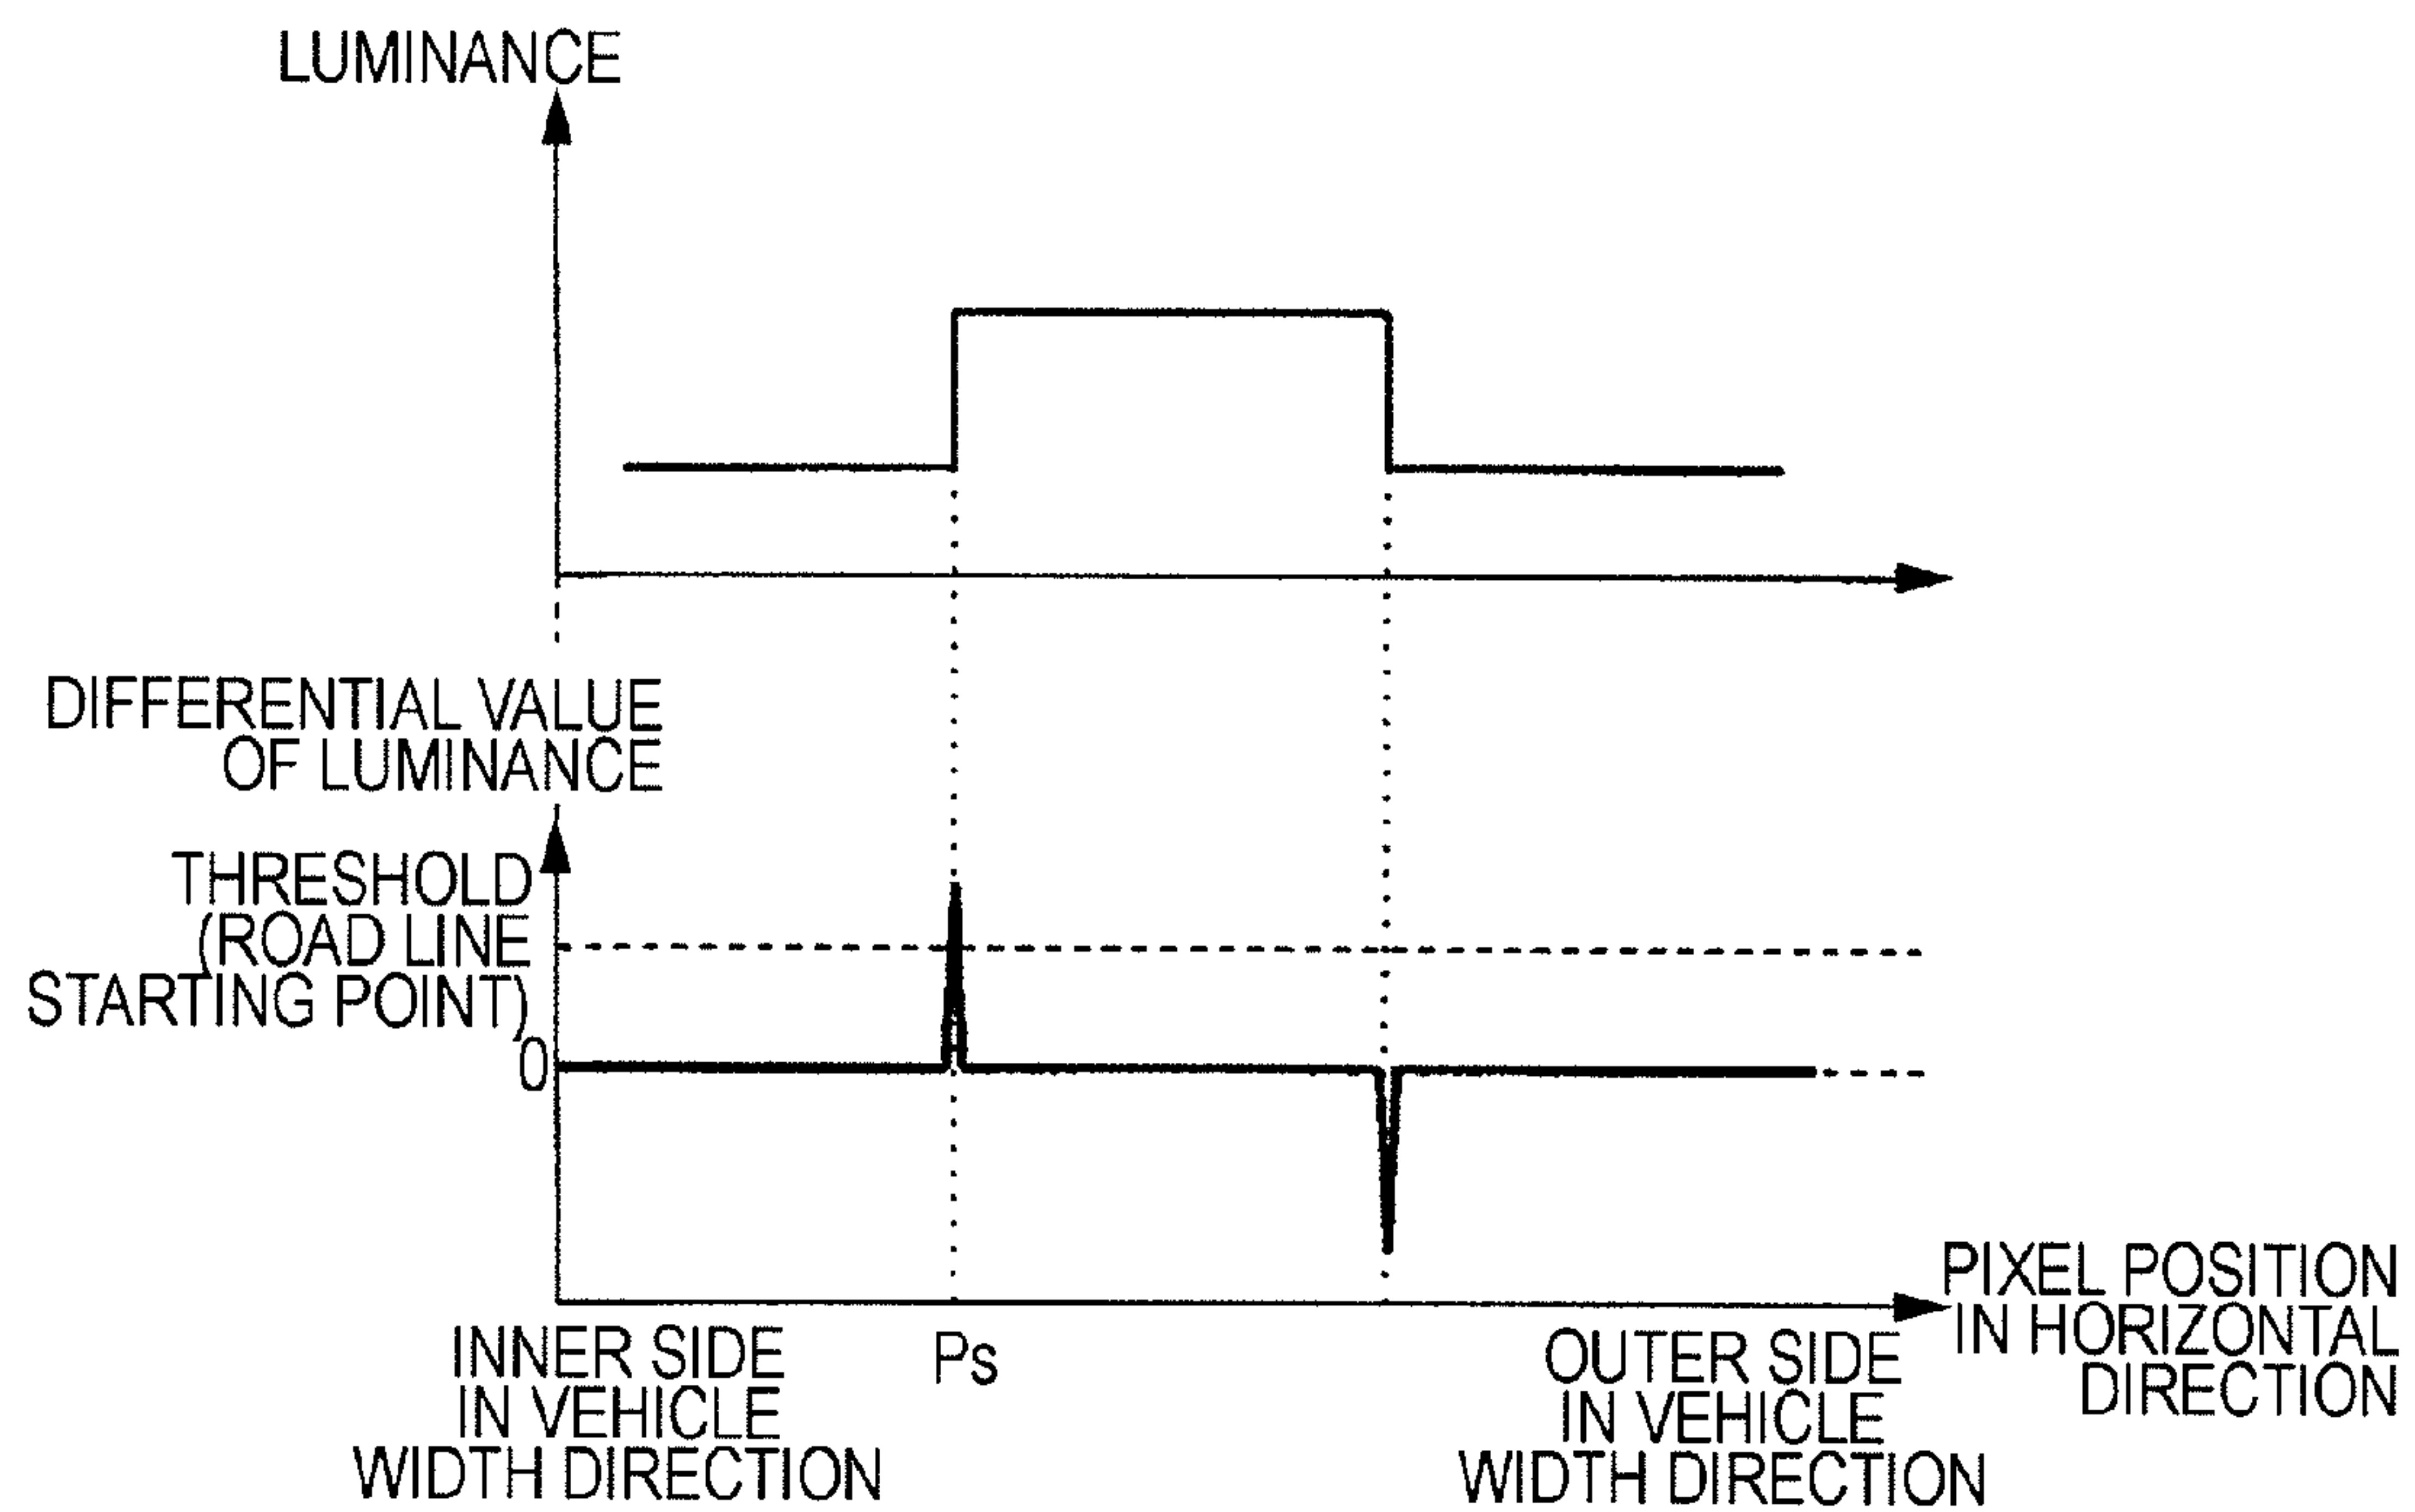 LUMINANCE
DIFFERENTIAL VALUE
OF LUMINANCE
THRESHOLD
(ROAD LINE
STARTING POINT)
0
PIXEL POSITION
IN HORIZONTAL
DIRECTION
INNER SIDE
IN VEHICLE
WIDTH DIRECTION
Ps
OUTER SIDE
IN VEHICLE
WIDTH DIRECTION